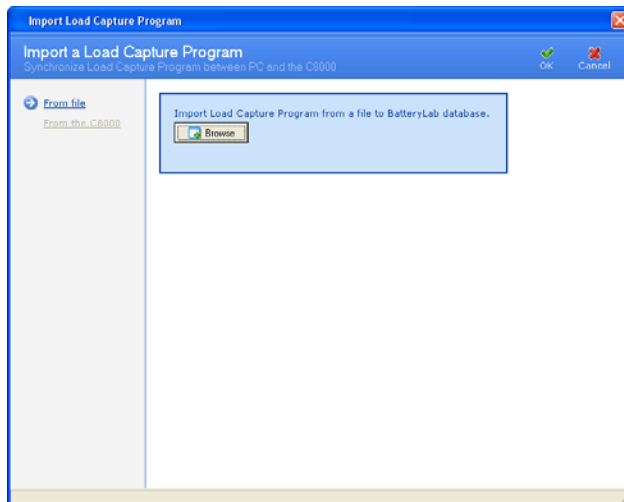 Import Load Capture Program
Import a Load Capture Program
Synchronize Load Capture Program between PC and the C8000
OK
Cancel
From file
From the C8000
Import Load Capture Program from a file to BatteryLab database.
Browse